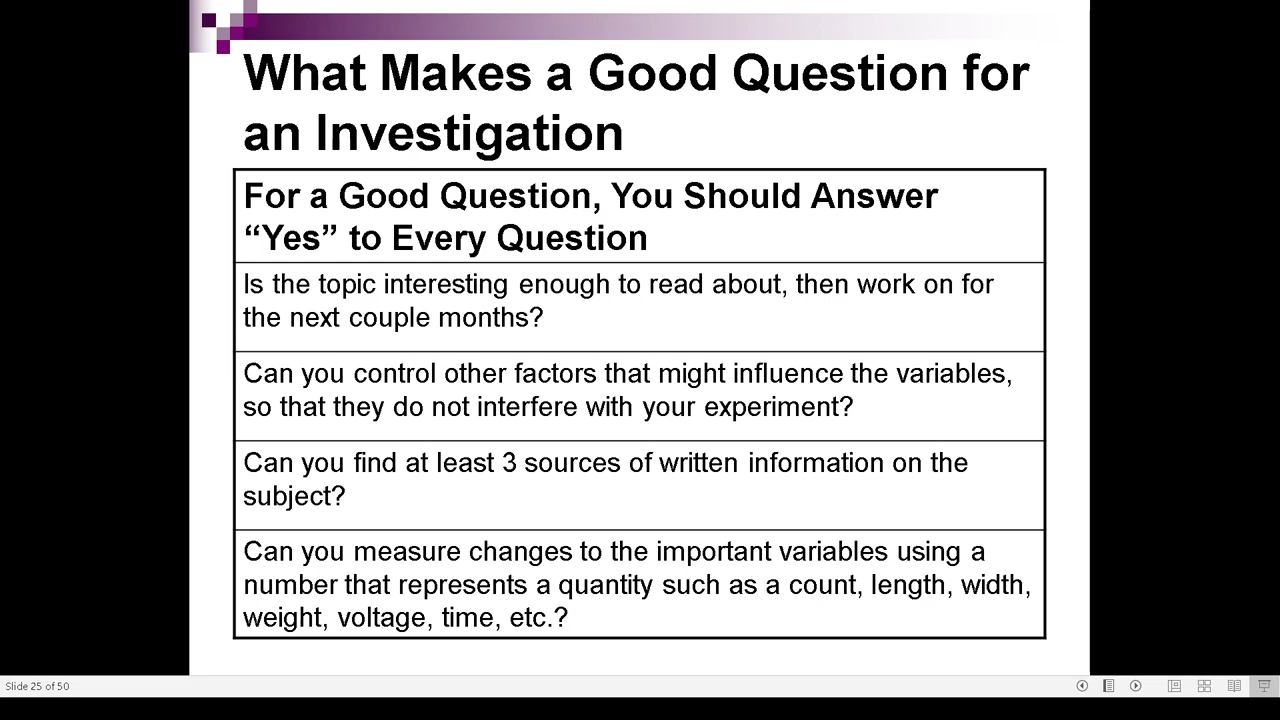 What Makes a Good Question for
an Investigation
For a Good Question, You Should Answer
“Yes” to Every Question
Is the topic interesting enough to read about, then work on for
the next couple months?
Can you control other factors that might influence the variables,
so that they do not interfere with your experiment?
Can you find at least 3 sources of written information on the
subject?
Can you measure changes to the important variables using a
number that represents a quantity such as a count, length, width,
weight, voltage, time, etc.?
Slide 25 of 50